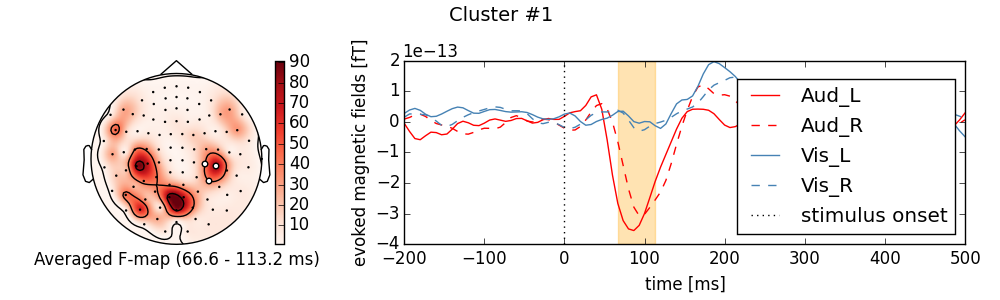 Cluster #1
1e−13
90
80
70
60
50
40
30
20
10
Averaged F-map (66.6 - 113.2 ms)
evoked magnetic fields [fT]
2
1
0
−1
−2
−3
−4
−200 −100 0 100 200 300 400 500
time [ms]
Aud_L
Aud_R
Vis_L
Vis_R
stimulus onset